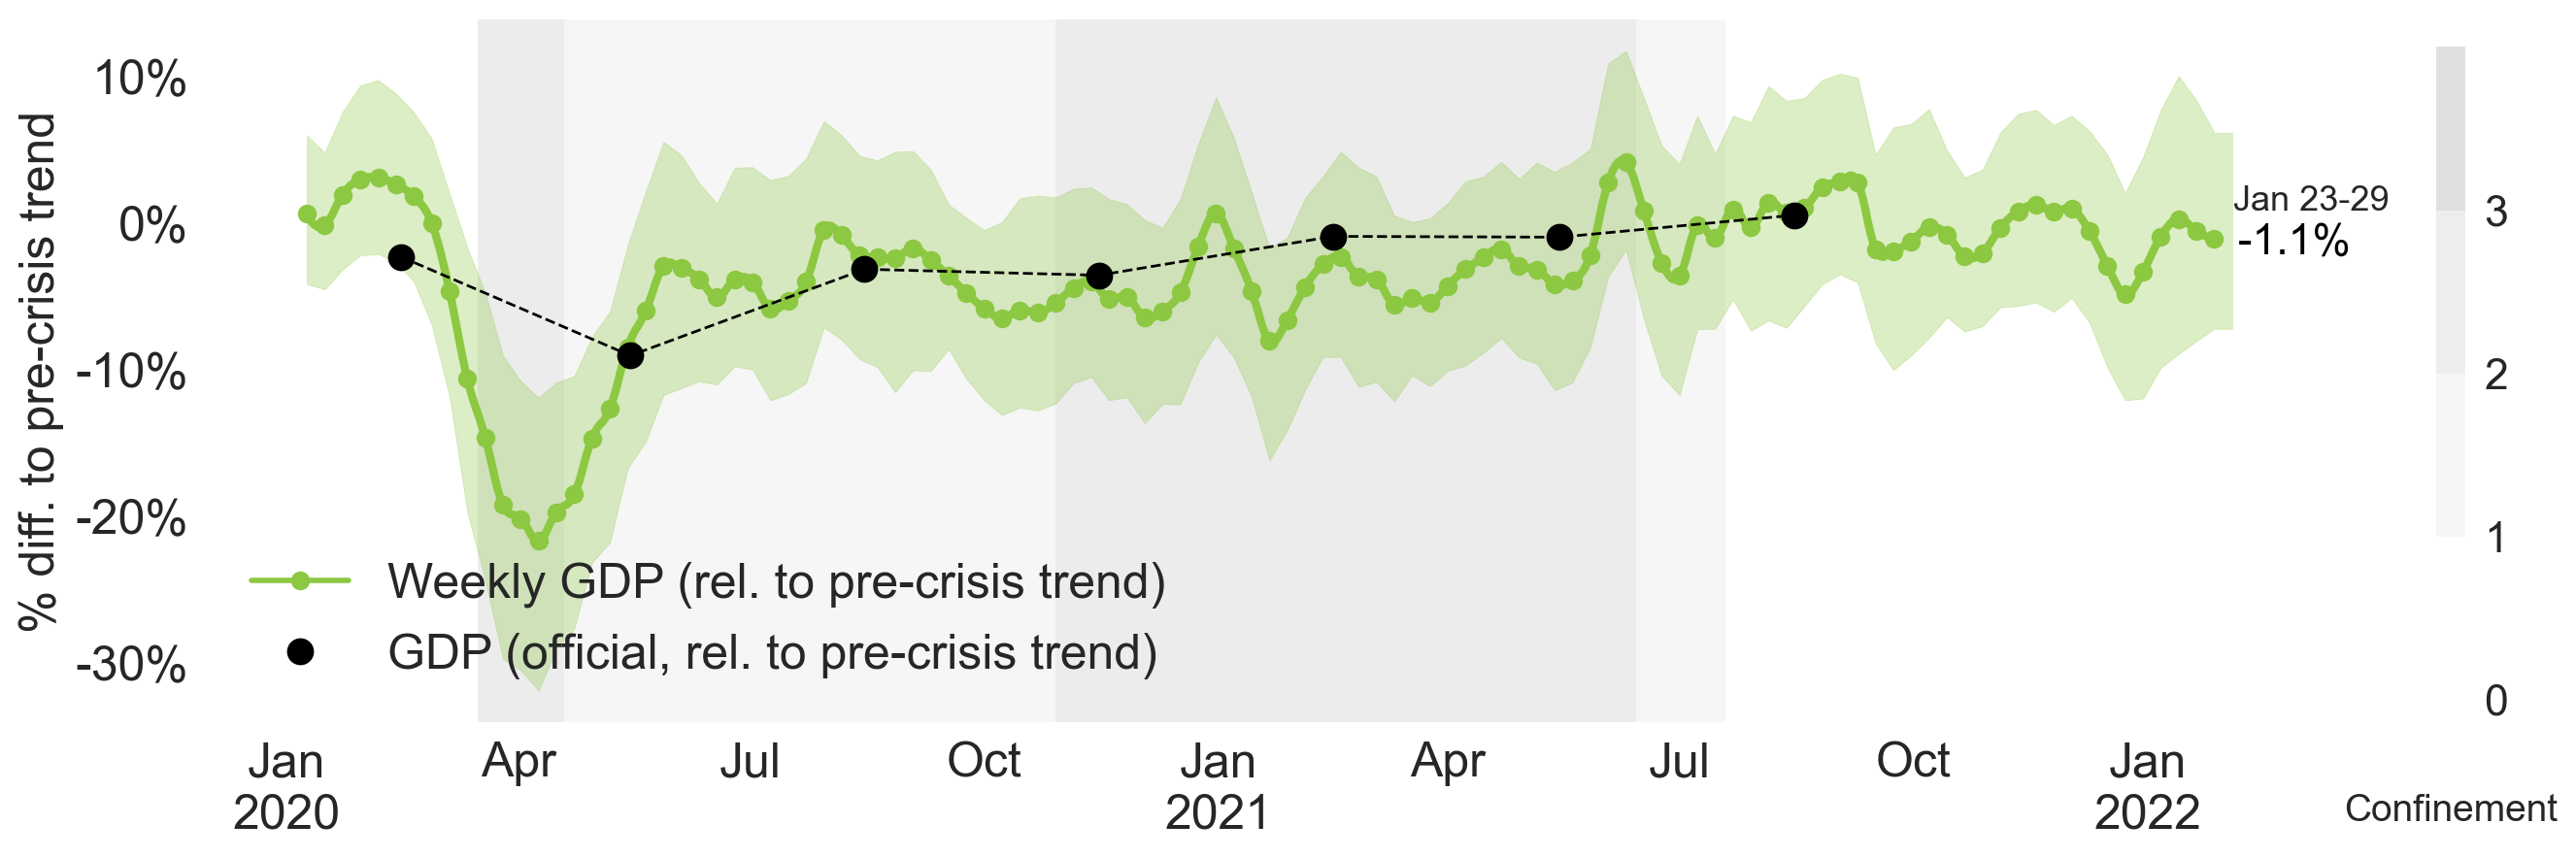 % diff. to pre-crisis trend
10%
0%
-10%
-20%
-30%
Weekly GDP (rel. to pre-crisis trend)
GDP (official, rel. to pre-crisis trend)
Jan 23-29
-1.1%
3
2
1
0
Jan Apr Jul Oct Jan Apr Jul Oct Jan
2020 2021 2022
Confinement